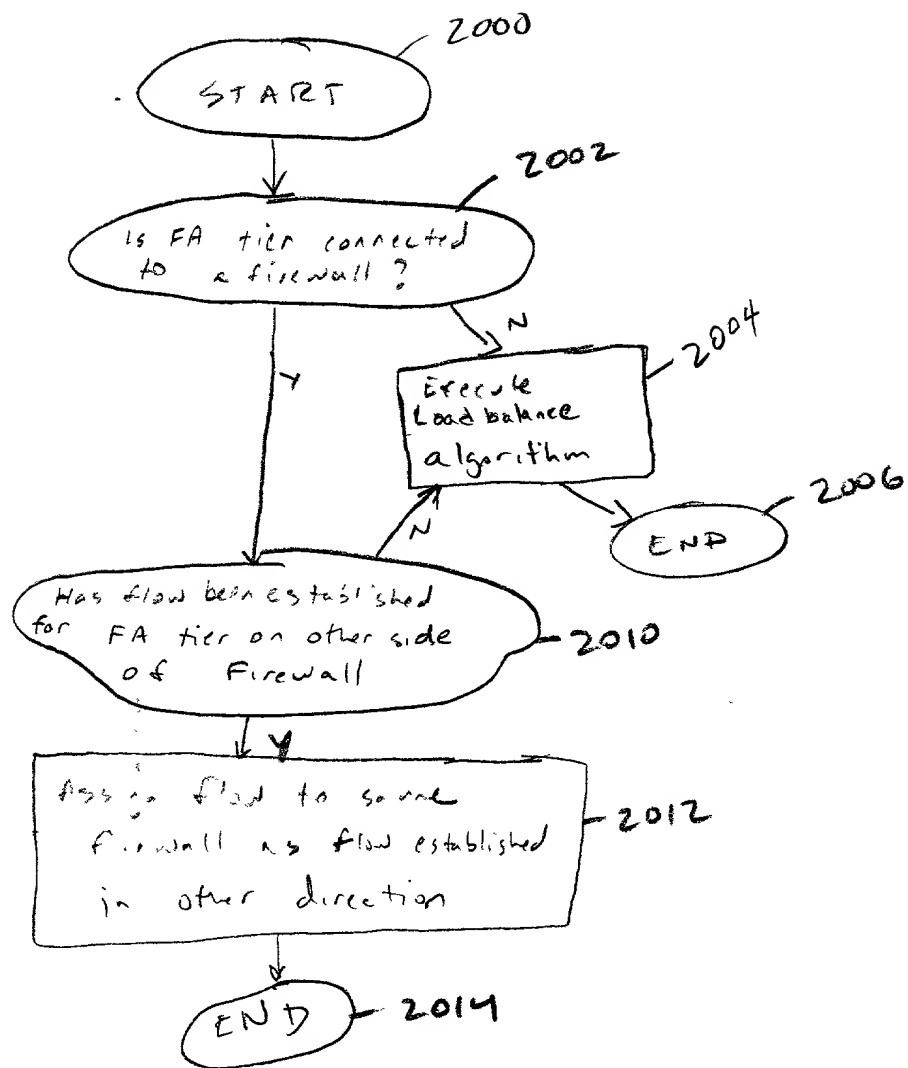 2000
START
2002
Is FA tier connected
to a firewall?
N
2004
Y
Execute
Load balance
algorithm
2006
END
N
Has flow been established
for FA tier on other side
of Firewall
2010
Y
Assign flow to same
firewall as flow established
in other direction
2012
END
2014